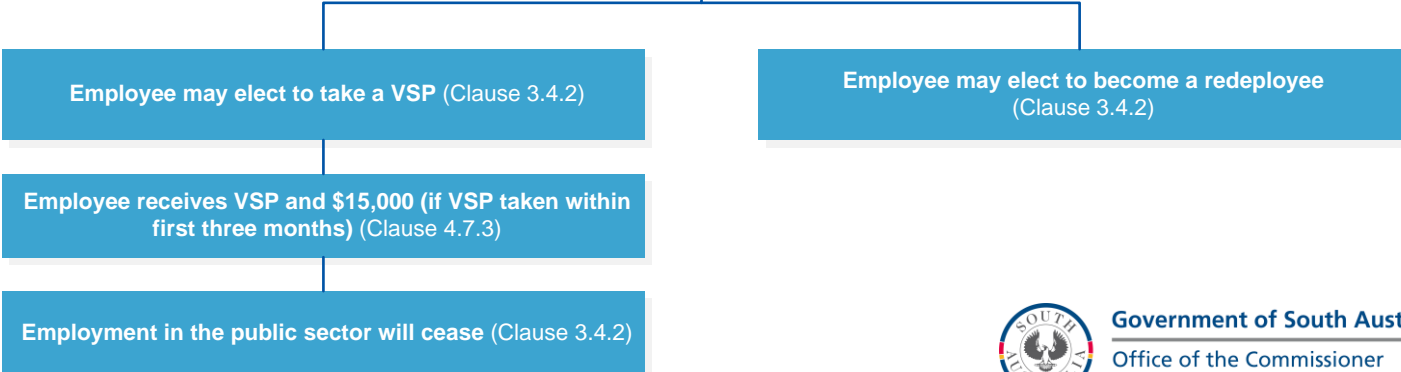 Employee may elect to take a VSP (Clause 3.4.2)
Employee may elect to become a redeployee
(Clause 3.4.2)
Employee receives VSP and $15,000 (if VSP taken within
first three months) (Clause 4.7.3)
Employment in the public sector will cease (Clause 3.4.2)
SOUTH
Government of South Aust
Office of the Commissioner